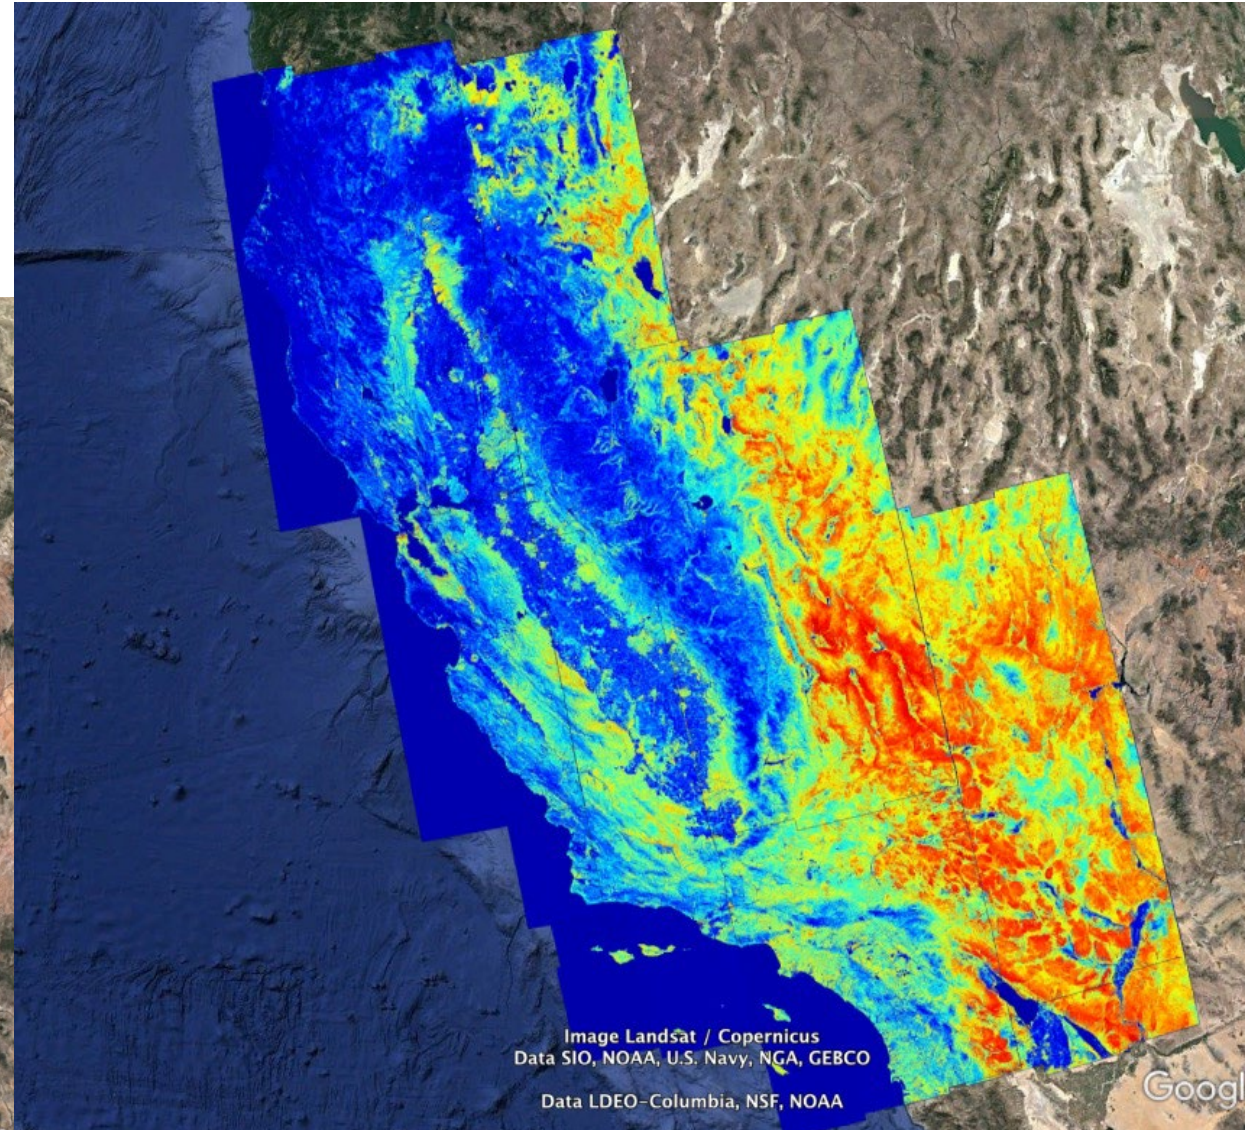 Image Landsat / Copernicus
Data SIO, NOAA, U.S. Navy, NGA, GEBCO
Data LDEO-Columbia, NSF, NOAA
Googl